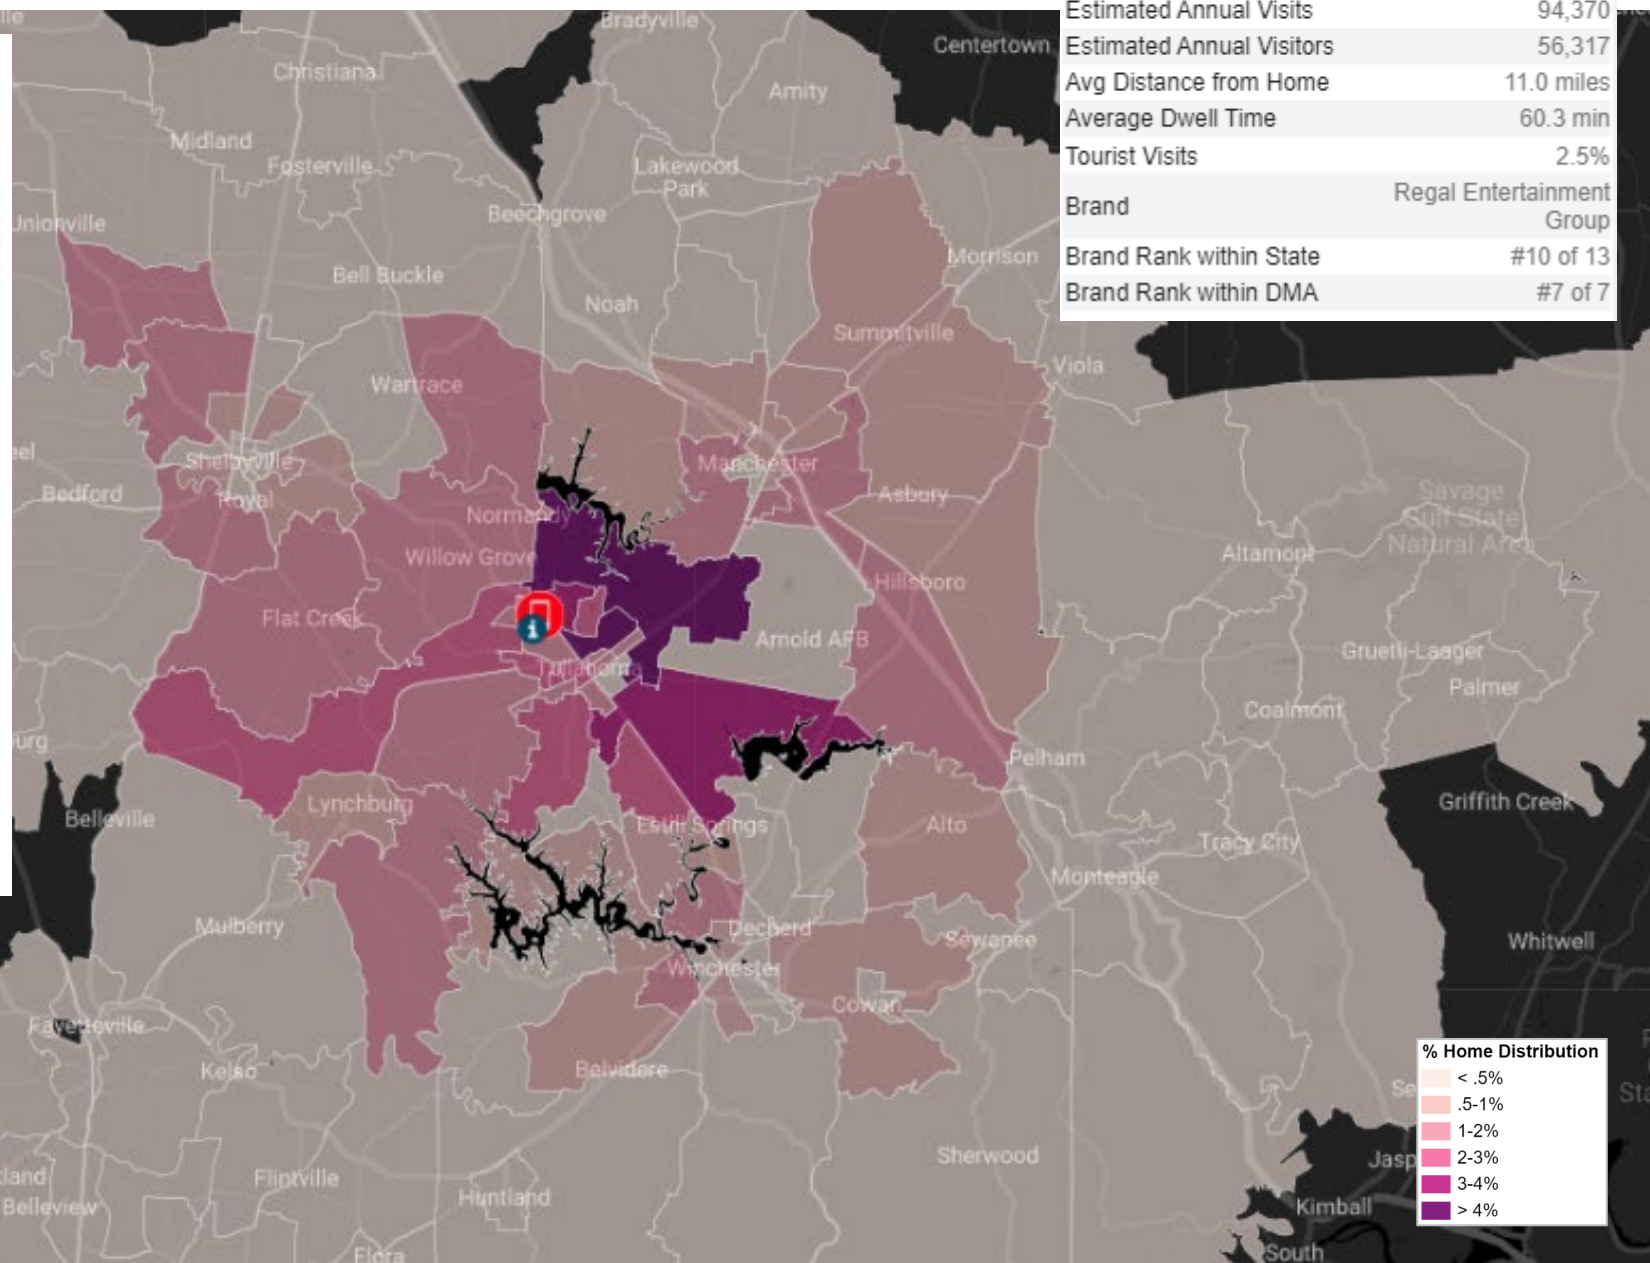 Bradyville
Estimated Annual Visits 94,370
Centertown
Estimated Annual Visitors 56,317
Christiana
Avg Distance from Home 11.0 miles
Amity
Average Dwell Time 60.3 min
Midland
Tourist Visits 2.5%
Fosterville
Lakewood
Park
Regal Entertainment
Brand
Group
Beechgrove
Unionville
Brand Rank within State #10 of 13
Morrison
Bell Buckle
Brand Rank within DMA #7 of 7
Noah
Summitville
Viola
Wartrace
Shelbyville
Manchester
Bedford
Royal
Asbury
Savage
Gulf State
Natural Area
Normandy
Altamont
Willow Grove
Hillsboro
Flat Creek
Arnold AFB
Gruetli-Laager
Tullahoma
Palmer
Coalmont
urg
Pelham
Lynchburg
Griffith Creek
Belleville
Estill Springs
Alto
Tracy City
Monteagle
Mulberry
Decherd
Sewanee
Whitwell
Winchester
Cowan
Fayetteville
% Home Distribution
Kelso
Belvidere
< .5%
Se
.5-1%
1-2%
2-3%
3-4%
> 4%
Sherwood
Jasp
Flintville
Huntland
Belleview
Kimball
South
Elora